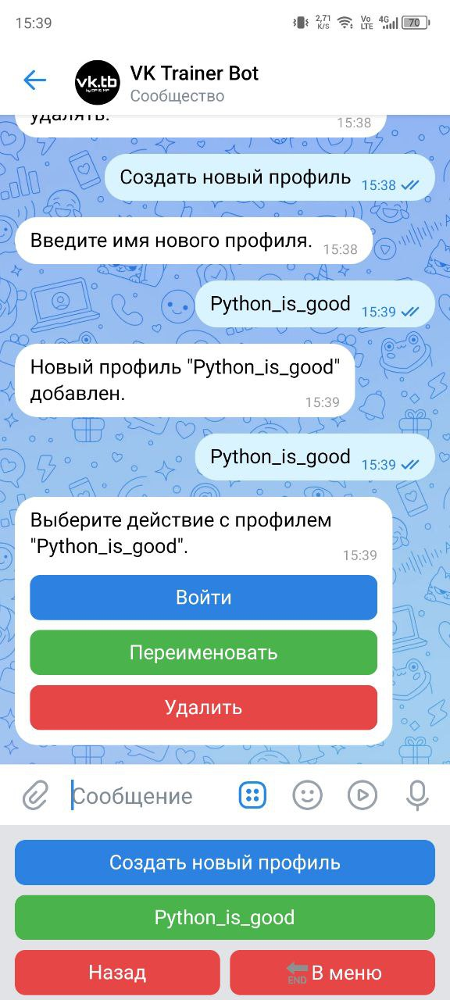 15:39
2,71
K/S
Vo
LTE
4G
70
vk.tb
VK Trainer Bot
Сообщество
удалять.
15:38
Создать новый профиль 15:38
Введите имя нового профиля. 15:38
Python_is_good 15:39
Новый профиль "Python_is_good"
добавлен.
15:39
Python_is_good 15:39
Выберите действие с профилем
"Python_is_good".
15:39
Войти
Переименовать
Удалить
Сообщение
Создать новый профиль
Python_is_good
Назад
END В меню